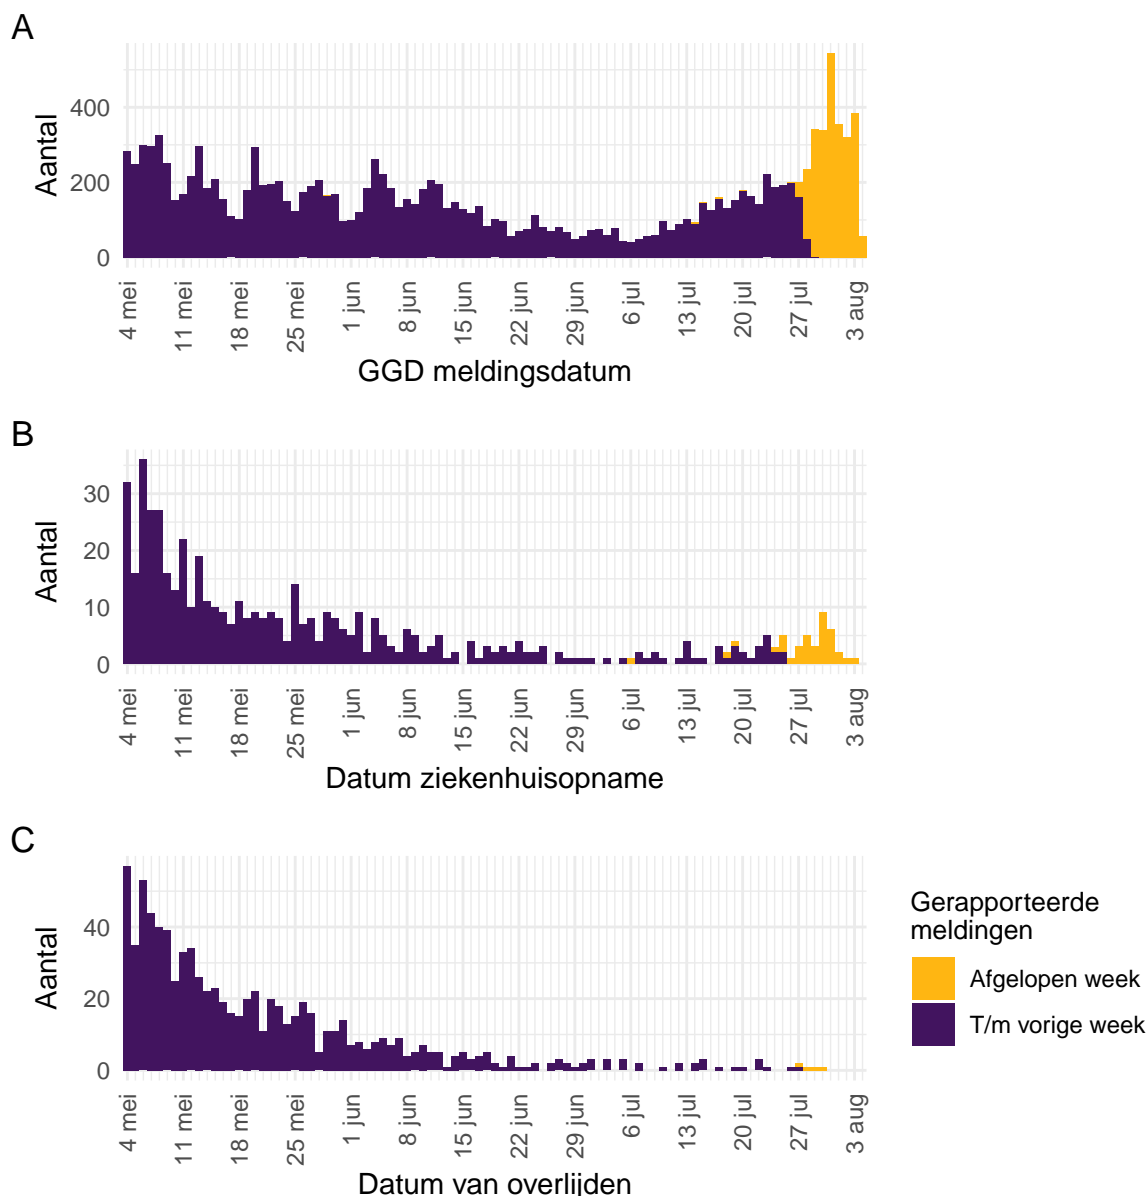 A
Aantal
400
200
0
4 mei
11 mei
18 mei
25 mei
1 jun
8 jun
15 jun
22 jun
29 jun
6 jul
13 jul
20 jul
27 jul
3 aug
GGD meldingsdatum
B
Aantal
30
20
10
0
4 mei
11 mei
18 mei
25 mei
1 jun
8 jun
15 jun
22 jun
29 jun
6 jul
13 jul
20 jul
27 jul
3 aug
Datum ziekenhuisopname
C
Aantal
40
20
0
4 mei
11 mei
18 mei
25 mei
1 jun
8 jun
15 jun
22 jun
29 jun
6 jul
13 jul
20 jul
27 jul
3 aug
Datum van overlijden
Gerapporteerde
meldingen
Afgelopen week
T/m vorige week